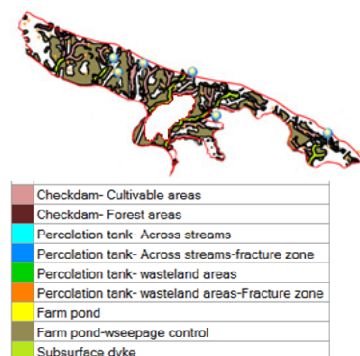 Checkdam- Cultivable areas
Checkdam- Forest areas
Percolation tank- Across streams
Percolation tank- Across streams-fracture zone
Percolation tank- wasteland areas
Percolation tank- wasteland areas-Fracture zone
Farm pond
Farm pond-wseepage control
Subsurface dyke